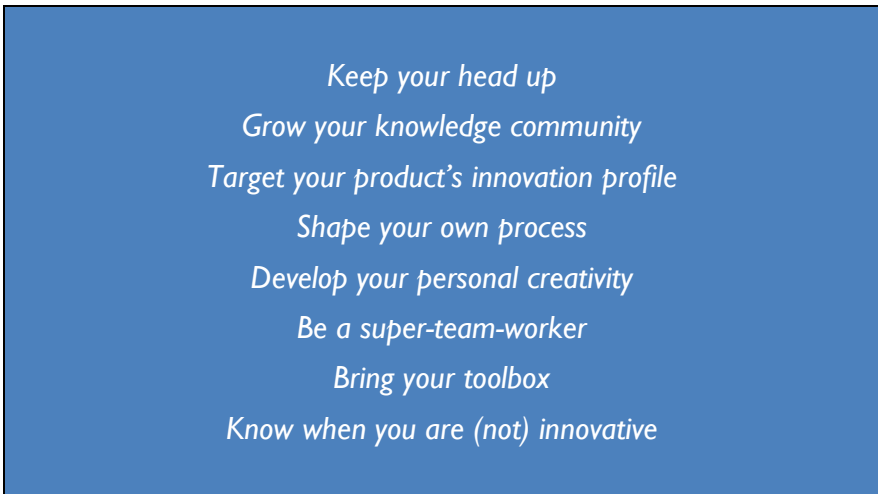 Keep your head up
Grow your knowledge community
Target your product’s innovation profile
Shape your own process
Develop your personal creativity
Be a super-team-worker
Bring your toolbox
Know when you are (not) innovative